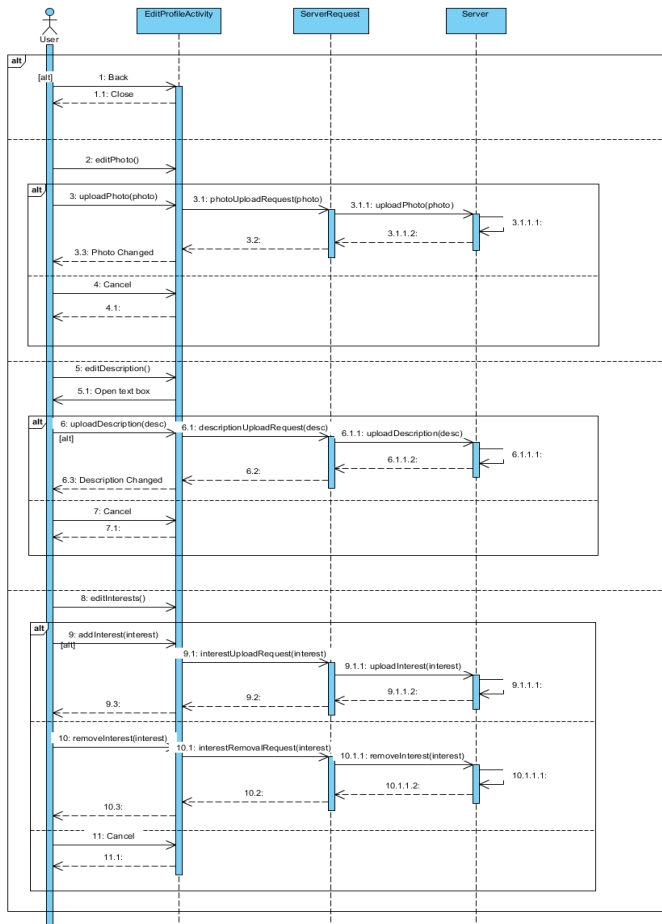 User
EditProfileActivity
ServerRequest
Server
alt
[alt]
1: Back
1.1: Close
2: editPhoto()
alt
3: uploadPhoto(photo)
3.1: photoUploadRequest(photo)
3.1.1: uploadPhoto(photo)
3.1.1.1:
3.1.1.2:
3.2:
3.3: Photo Changed
4: Cancel
4.1:
5: editDescription()
5.1: Open text box
alt
6: uploadDescription(desc)
[alt]
6.1: descriptionUploadRequest(desc)
6.1.1: uploadDescription(desc)
6.1.1.1:
6.1.1.2:
6.2:
6.3: Description Changed
7: Cancel
7.1:
8: editInterests()
alt
9: addInterest(interest)
[alt]
9.1: interestUploadRequest(interest)
9.1.1: uploadInterest(interest)
9.1.1.1:
9.1.1.2:
9.2:
9.3:
10: removeInterest(interest)
10.1: interestRemovalRequest(interest)
10.1.1: removeInterest(interest)
10.1.1.1:
10.1.1.2:
10.2:
10.3:
11: Cancel
11.1: